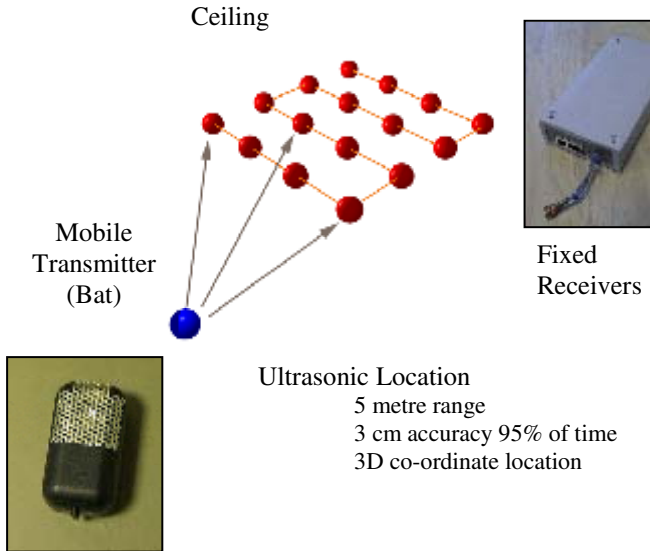 Ceiling
Mobile
Transmitter
(Bat)
Fixed
Receivers
Ultrasonic Location
5 metre range
3 cm accuracy 95% of time
3D co-ordinate location